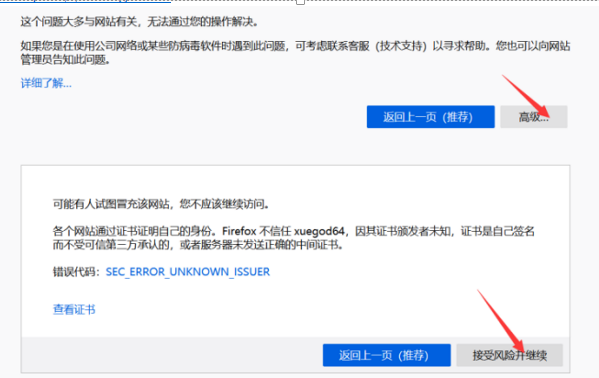 这个问题大多与网站有关，无法通过您的操作解决。
如果您是在使用公司网络或某些防病毒软件时遇到此问题，可考虑联系客服（技术支持）以寻求帮助。您也可以向网站
管理员告知此问题。
详细了解...
返回上一页（推荐）
高级...
可能有人试图冒充该网站，您不应该继续访问。
各个网站通过证书证明自己的身份。Firefox 不信任 xuegod64，因其证书颁发者未知，证书是自己签名
而不受可信第三方承认的，或者服务器未发送正确的中间证书。
错误代码：SEC_ERROR_UNKNOWN_ISSUER
查看证书
返回上一页（推荐）
接受风险并继续